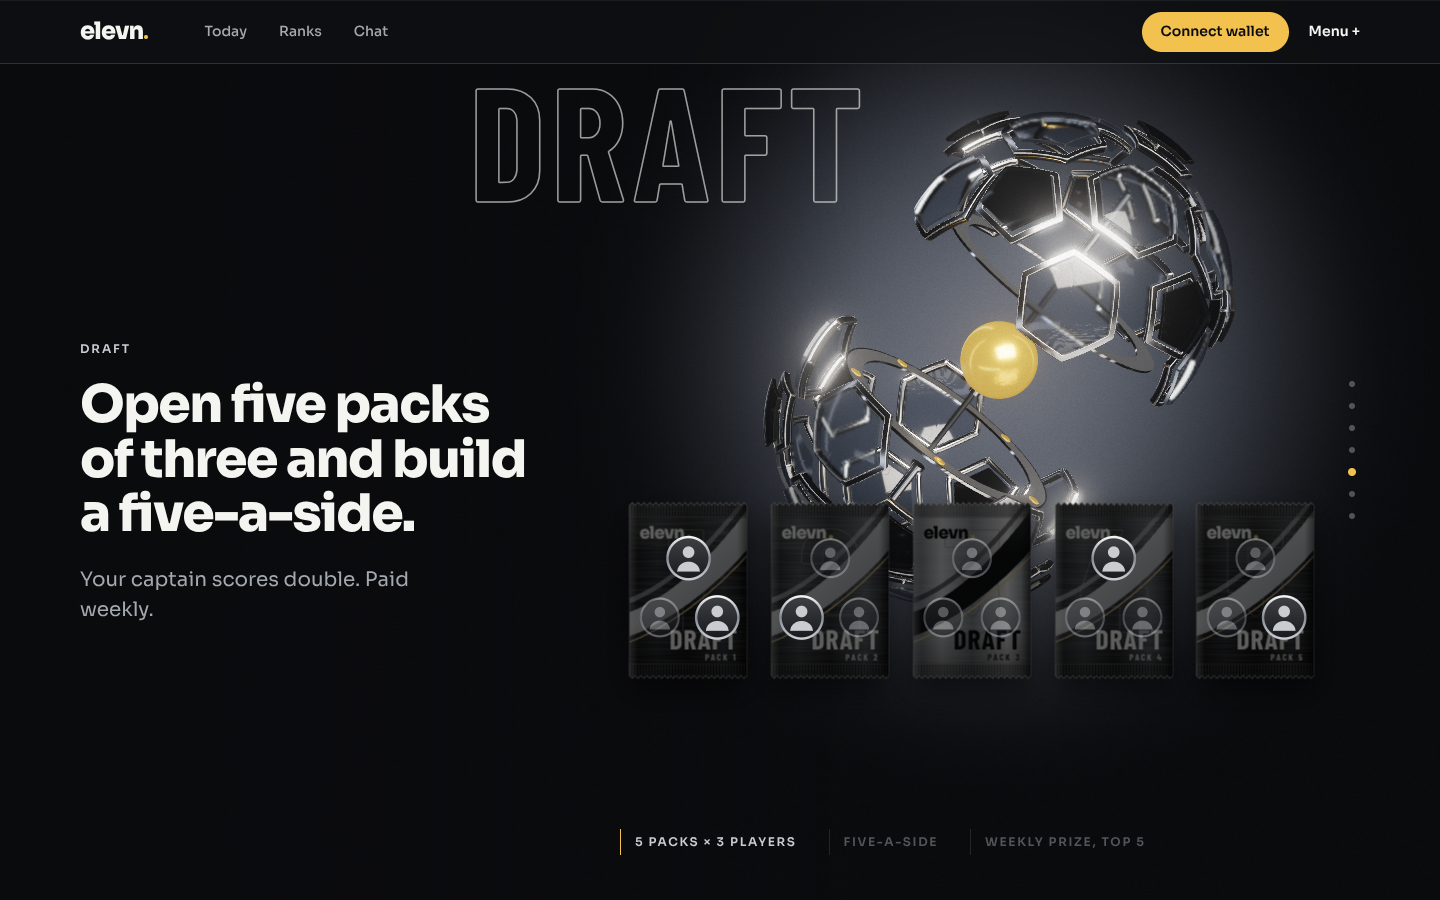 elevn.
Today
Ranks
Chat
Connect wallet
Menu +
DRAFT
DRAFT
Open five packs
of three and build
a five-a-side.
Your captain scores double. Paid
weekly.
elevn.
DRAFT
PACK 1
elevn.
DRAFT
PACK 2
elevn.
DRAFT
PACK 3
elevn.
DRAFT
PACK 4
elevn.
DRAFT
PACK 5
5 PACKS × 3 PLAYERS
FIVE-A-SIDE
WEEKLY PRIZE, TOP 5